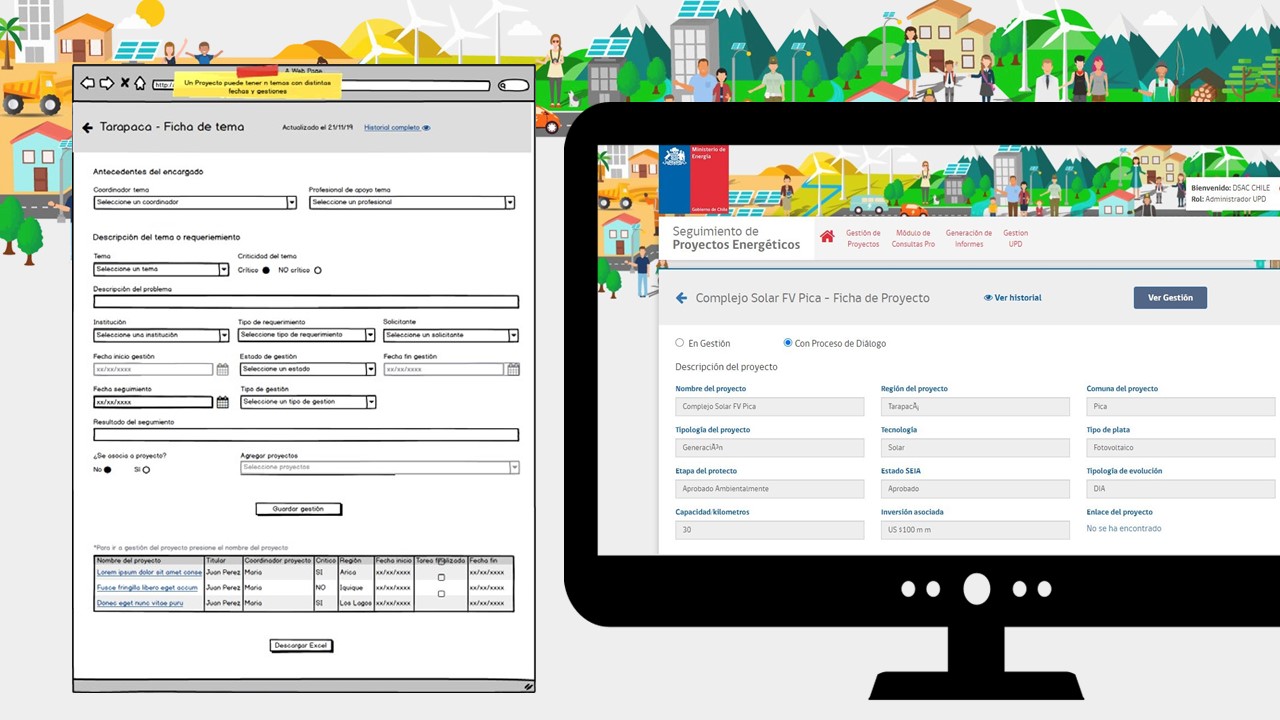 A Web Page
http://
Un Proyecto puede tener n temas con distintas
fechas y gestiones
Tarapaca - Ficha de tema
Actualizado el 21/11/19
Historial completo
Antecedentes del encargado
Coordinador tema
Profesional de apoyo tema
Seleccione un coordinador
Seleccione un profesional
Descripción del tema o requeriemiento
Tema
Criticidad del tema
Seleccione un tema
Crítico
NO crítico
Descripción del problema
Institución
Tipo de requerimiento
Solicitante
Seleccione una institución
Seleccione tipo de requerimiento
Seleccione un solicitante
Fecha inicio gestión
Estado de gestión
Fecha fin gestión
xx/xx/xxxx
Seleccione un estado
xx/xx/xxxx
Fecha seguimiento
Tipo de gestión
xx/xx/xxxx
Seleccione un tipo de gestion
Resultado del segumiento
¿Se asocia a proyecto?
Agregar proyectos
No
SI
Seleccione proyectos
Guardar gestión
*Para ir a gestión del proyecto presione el nombre del proyecto
Nombre del proyecto Titular Coordinador proyecto Crítico Región Fecha inicio Tarea finalizada Fecha fin
Lorem ipsum dolor sit amet conse Juan Perez Maria SI Arica xx/xx/xxxx xx/xx/xxxx
Fusce fringilla libero eget accum Juan Perez Maria NO Iquique xx/xx/xxxx xx/xx/xxxx
Donec eget nunc vitae puru Juan Perez Maria SI Los Lagos xx/xx/xxxx xx/xx/xxxx
Descargar Excel
Ministerio de
Energía
Gobierno de Chile
Bienvenido: DSAC CHILE
Rol: Administrador UPD
Seguimiento de
Proyectos Energéticos
Gestión de
Proyectos
Módulo de
Consultas Pro
Generación de
Informes
Gestion
UPD
Complejo Solar FV Pica - Ficha de Proyecto
Ver historial
Ver Gestión
En Gestión
Con Proceso de Diálogo
Descripción del proyecto
Nombre del proyecto
Región del proyecto
Comuna del proyecto
Complejo Solar FV Pica
TarapacÃ¡
Pica
Tipología del proyecto
Tecnología
Tipo de plata
GeneraciÃ³n
Solar
Fotovoltaico
Etapa del protecto
Estado SEIA
Tipología de evolución
Aprobado Ambientalmente
Aprobado
DIA
Capacidad/kilometros
Inversión asociada
Enlace del proyecto
30
US $100 m m
No se ha encontrado